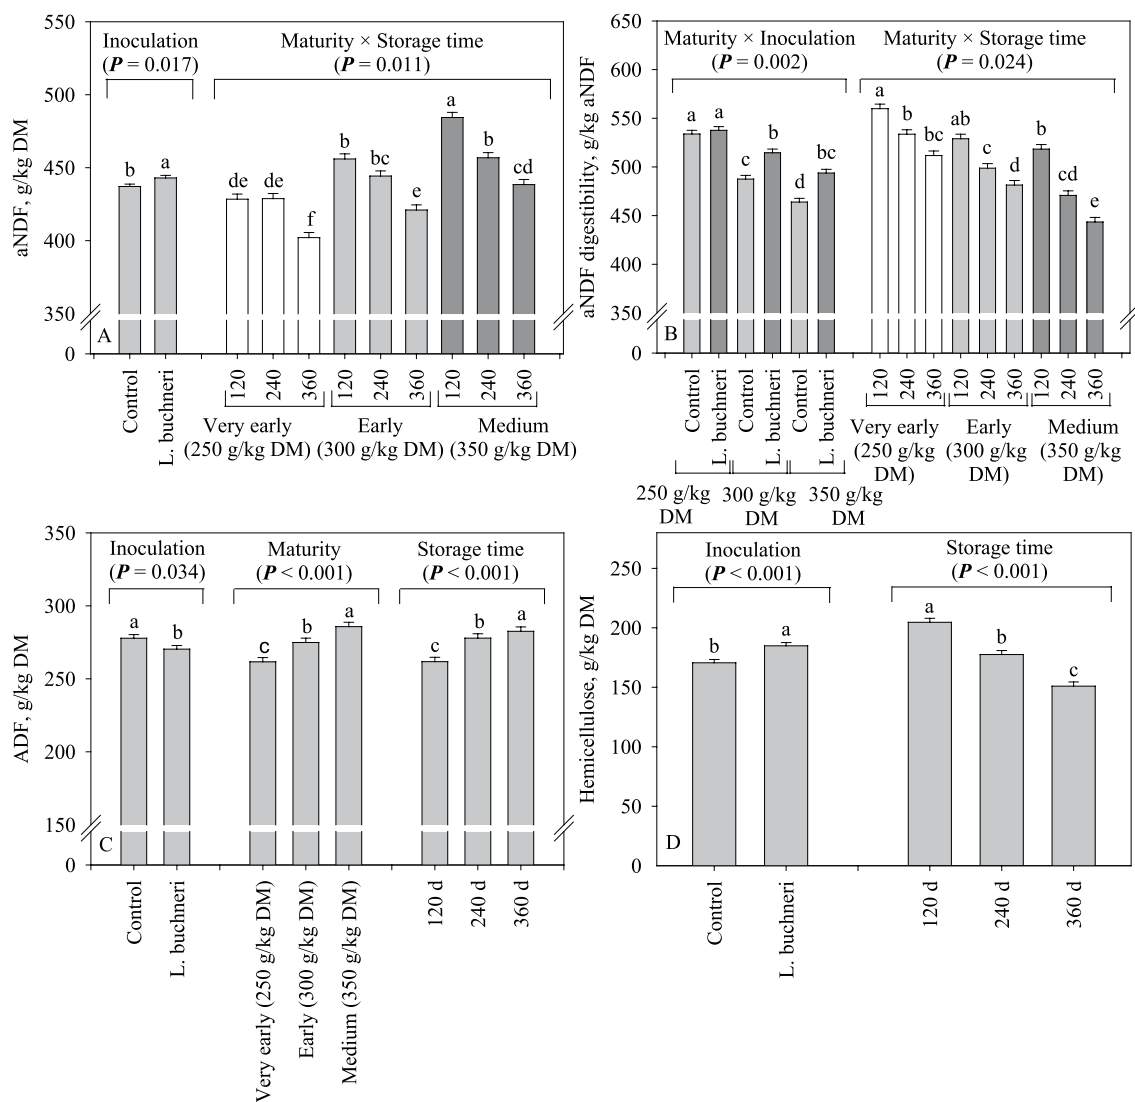 550
500
450
400
350
0
aNDF, g/kg DM
Inoculation
(P = 0.017)
Maturity × Storage time
(P = 0.011)
b
a
de
de
f
b
bc
e
a
b
cd
A
Control
L. buchneri
120
240
360
120
240
360
120
240
360
Very early
(250 g/kg DM)
Early
(300 g/kg DM)
Medium
(350 g/kg DM)
650
600
550
500
450
400
350
0
aNDF digestibility, g/kg aNDF
Maturity × Inoculation
(P = 0.002)
Maturity × Storage time
(P = 0.024)
a
a
c
b
d
bc
a
b
bc
ab
c
d
b
cd
e
B
Control
L. buchneri
Control
L. buchneri
Control
L. buchneri
120
240
360
120
240
360
120
240
360
250 g/kg
DM
300 g/kg
DM
350 g/kg
DM
Very early
(250 g/kg
DM)
Early
(300 g/kg
DM)
Medium
(350 g/kg
DM)
350
300
250
200
150
0
ADF, g/kg DM
Inoculation
(P = 0.034)
Maturity
(P < 0.001)
Storage time
(P < 0.001)
a
b
c
b
a
c
b
a
C
Control
L. buchneri
Very early (250 g/kg DM)
Early (300 g/kg DM)
Medium (350 g/kg DM)
120 d
240 d
360 d
250
200
150
100
50
0
Hemicellulose, g/kg DM
Inoculation
(P < 0.001)
Storage time
(P < 0.001)
b
a
a
b
c
D
Control
L. buchneri
120 d
240 d
360 d